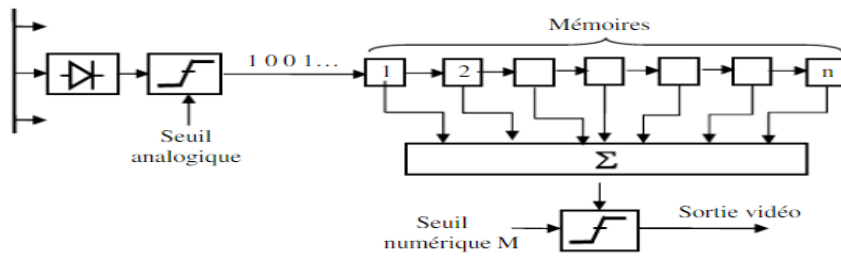 Mémoires
1 0 0 1...
1
2
n
Seuil
analogique
Σ
Seuil
numérique M
Sortie vidéo